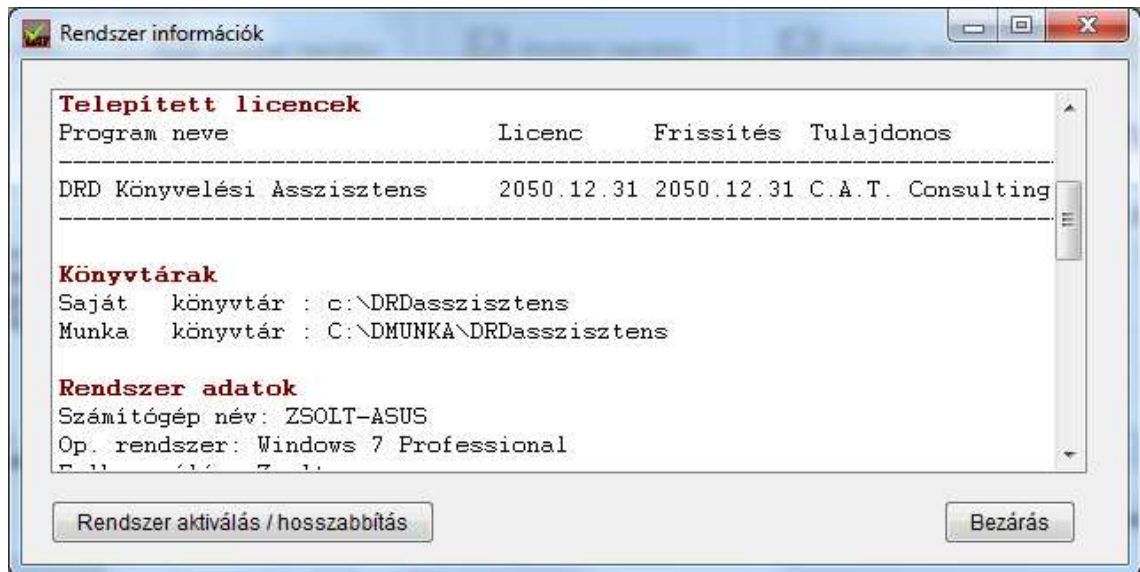 Rendszer információk
Telepített licencek
Program neve Licenc Frissítés Tulajdonos
DRD Könyvelési Asszisztens 2050.12.31 2050.12.31 C.A.T. Consulting
Könyvtárak
Saját könyvtár : c:\DRDasszisztens
Munka könyvtár : C:\DMUNKA\DRDasszisztens
Rendszer adatok
Számítógép név: ZSOLT-ASUS
Op. rendszer: Windows 7 Professional
Rendszer aktiválás / hosszabbítás
Bezárás